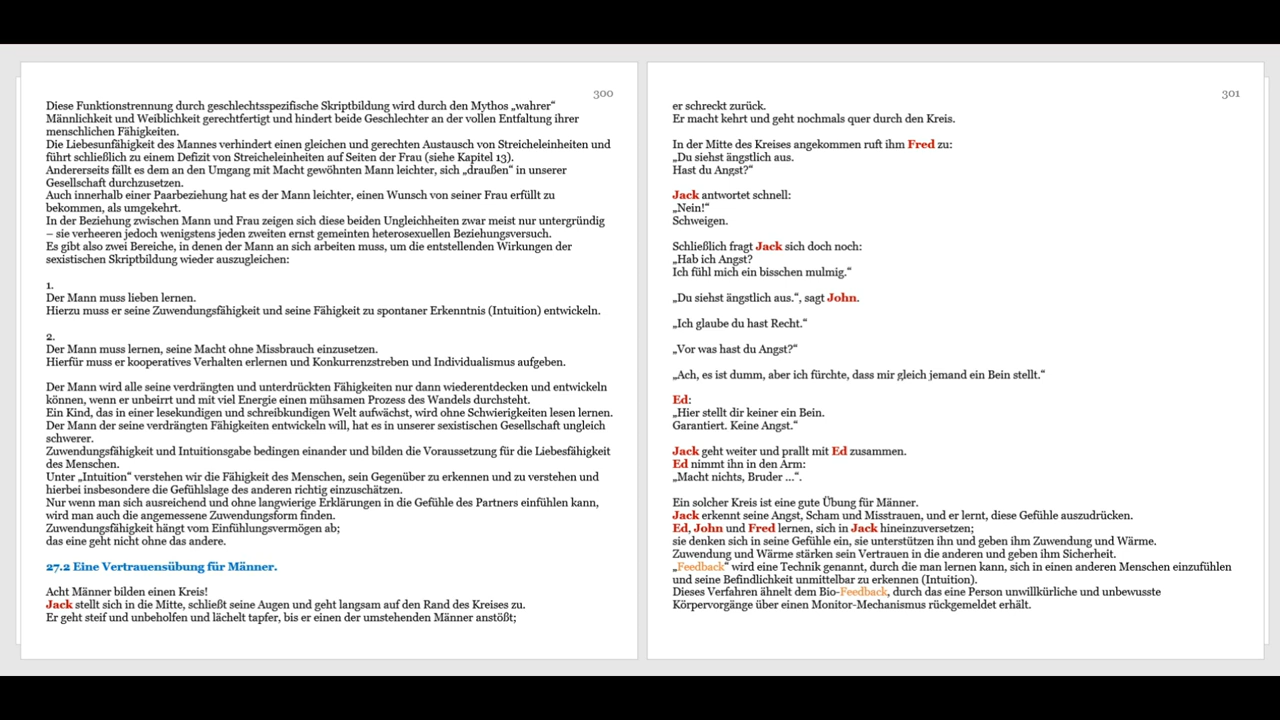 300
Diese Funktionstrennung durch geschlechtsspezifische Skriptbildung wird durch den Mythos „wahrer“
Männlichkeit und Weiblichkeit gerechtfertigt und hindert beide Geschlechter an der vollen Entfaltung ihrer
menschlichen Fähigkeiten.
Die Liebesunfähigkeit des Mannes verhindert einen gleichen und gerechten Austausch von Streicheleinheiten und
führt schließlich zu einem Defizit von Streicheleinheiten auf Seiten der Frau (siehe Kapitel 13).
Andererseits fällt es dem an den Umgang mit Macht gewöhnten Mann leichter, sich „draußen“ in unserer
Gesellschaft durchzusetzen.
Auch innerhalb einer Paarbeziehung hat es der Mann leichter, einen Wunsch von seiner Frau erfüllt zu
bekommen, als umgekehrt.
In der Beziehung zwischen Mann und Frau zeigen sich diese beiden Ungleichheiten zwar meist nur untergründig
– sie verheeren jedoch wenigstens jeden zweiten ernst gemeinten heterosexuellen Beziehungsversuch.
Es gibt also zwei Bereiche, in denen der Mann an sich arbeiten muss, um die entstellenden Wirkungen der
sexistischen Skriptbildung wieder auszugleichen:
1.
Der Mann muss lieben lernen.
Hierzu muss er seine Zuwendungsfähigkeit und seine Fähigkeit zu spontaner Erkenntnis (Intuition) entwickeln.
2.
Der Mann muss lernen, seine Macht ohne Missbrauch einzusetzen.
Hierfür muss er kooperatives Verhalten erlernen und Konkurrenzstreben und Individualismus aufgeben.
Der Mann wird alle seine verdrängten und unterdrückten Fähigkeiten nur dann wiederentdecken und entwickeln
können, wenn er unbeirrt und mit viel Energie einen mühsamen Prozess des Wandels durchsteht.
Ein Kind, das in einer lesekundigen und schreibkundigen Welt aufwächst, wird ohne Schwierigkeiten lesen lernen.
Der Mann der seine verdrängten Fähigkeiten entwickeln will, hat es in unserer sexistischen Gesellschaft ungleich
schwerer.
Zuwendungsfähigkeit und Intuitionsgabe bedingen einander und bilden die Voraussetzung für die Liebesfähigkeit
des Menschen.
Unter „Intuition“ verstehen wir die Fähigkeit des Menschen, sein Gegenüber zu erkennen und zu verstehen und
hierbei insbesondere die Gefühlslage des anderen richtig einzuschätzen.
Nur wenn man sich ausreichend und ohne langwierige Erklärungen in die Gefühle des Partners einfühlen kann,
wird man auch die angemessene Zuwendungsform finden.
Zuwendungsfähigkeit hängt vom Einfühlungsvermögen ab;
das eine geht nicht ohne das andere.
27.2 Eine Vertrauensübung für Männer.
Acht Männer bilden einen Kreis!
Jack stellt sich in die Mitte, schließt seine Augen und geht langsam auf den Rand des Kreises zu.
Er geht steif und unbeholfen und lächelt tapfer, bis er einen der umstehenden Männer anstößt;
301
er schreckt zurück.
Er macht kehrt und geht nochmals quer durch den Kreis.
In der Mitte des Kreises angekommen ruft ihm Fred zu:
„Du siehst ängstlich aus.
Hast du Angst?“
Jack antwortet schnell:
„Nein!“
Schweigen.
Schließlich fragt Jack sich doch noch:
„Hab ich Angst?
Ich fühl mich ein bisschen mulmig.“
„Du siehst ängstlich aus.“, sagt John.
„Ich glaube du hast Recht.“
„Vor was hast du Angst?“
„Ach, es ist dumm, aber ich fürchte, dass mir gleich jemand ein Bein stellt.“
Ed:
„Hier stellt dir keiner ein Bein.
Garantiert. Keine Angst.“
Jack geht weiter und prallt mit Ed zusammen.
Ed nimmt ihn in den Arm:
„Macht nichts, Bruder ...“.
Ein solcher Kreis ist eine gute Übung für Männer.
Jack erkennt seine Angst, Scham und Misstrauen, und er lernt, diese Gefühle auszudrücken.
Ed, John und Fred lernen, sich in Jack hineinzuversetzen;
sie denken sich in seine Gefühle ein, sie unterstützen ihn und geben ihm Zuwendung und Wärme.
Zuwendung und Wärme stärken sein Vertrauen in die anderen und geben ihm Sicherheit.
„Feedback“ wird eine Technik genannt, durch die man lernen kann, sich in einen anderen Menschen einzufühlen
und seine Befindlichkeit unmittelbar zu erkennen (Intuition).
Dieses Verfahren ähnelt dem Bio-Feedback, durch das eine Person unwillkürliche und unbewusste
Körpervorgänge über einen Monitor-Mechanismus rückgemeldet erhält.